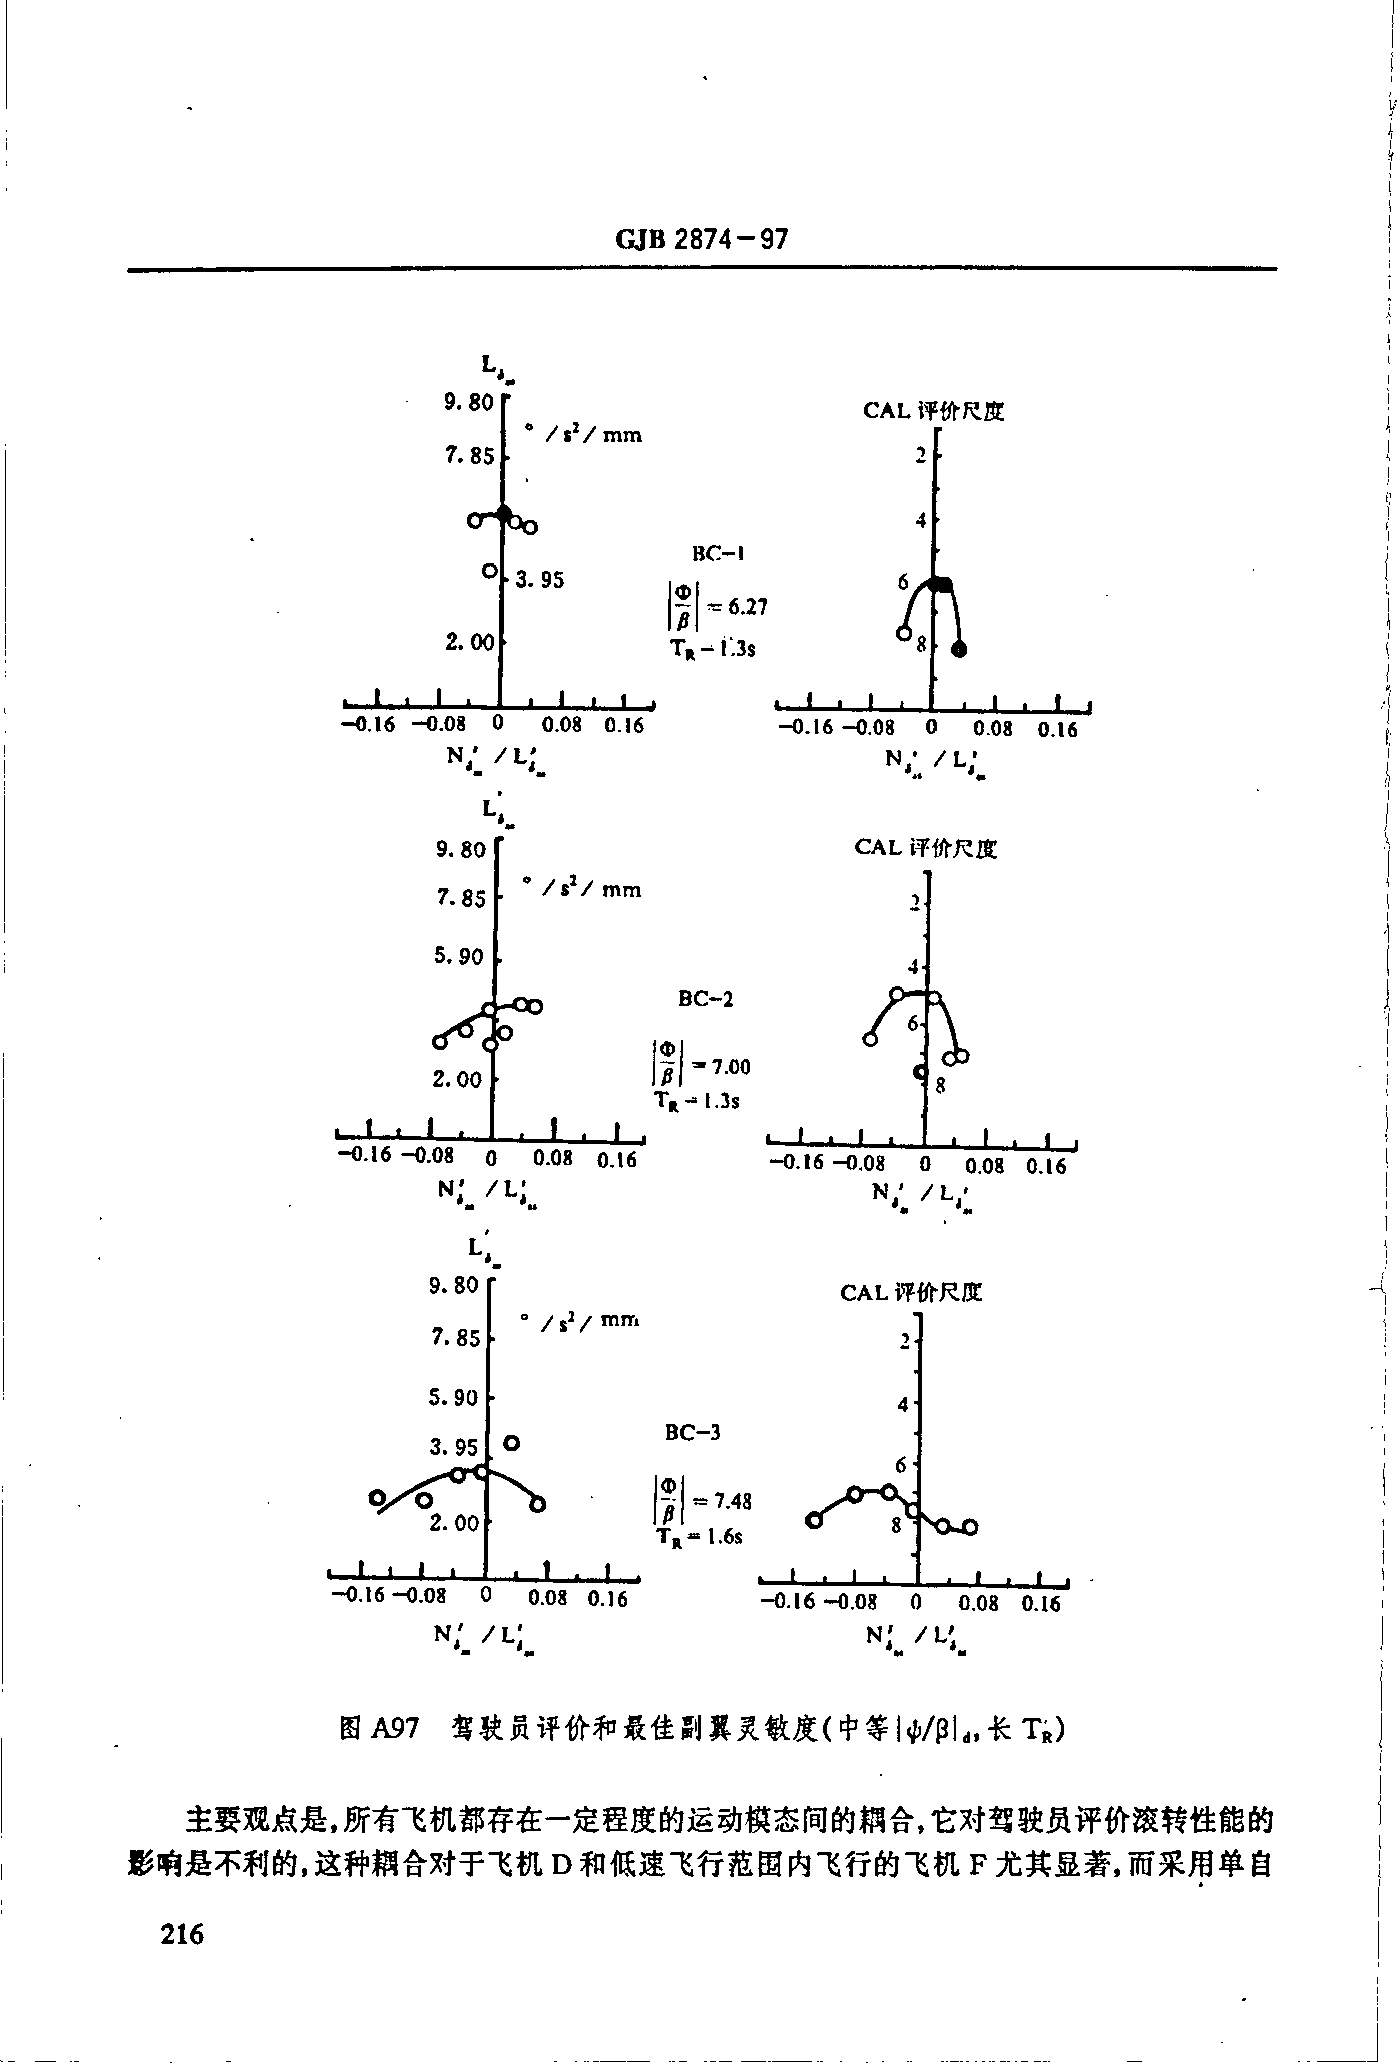 GJB 2874-97
9.80
° / s² / mm
7.85
3.95
2.00
-0.16 -0.08 0 0.08 0.16
CAL 评价尺度
2
4
6
8
-0.16 -0.08 0 0.08 0.16
BC-1
|Φ/β| = 6.27
9.80
° / s² / mm
7.85
5.90
2.00
-0.16 -0.08 0 0.08 0.16
CAL 评价尺度
2
4
6
8
-0.16 -0.08 0 0.08 0.16
BC-2
|Φ/β| = 7.00
T_R = 1.3s
9.80
° / s² / mm
7.85
5.90
3.95
2.00
-0.16 -0.08 0 0.08 0.16
CAL 评价尺度
2
4
6
8
-0.16 -0.08 0 0.08 0.16
BC-3
|Φ/β| = 7.48
T_R = 1.6s
图 A97 驾驶员评价和最佳副翼灵敏度(中等|ψ/β|d,长 T_R)
主要观点是,所有飞机都存在一定程度的运动模态间的耦合,它对驾驶员评价滚转性能的
影响是不利的,这种耦合对于飞机 D 和低速飞行范围内飞行的飞机 F 尤其显著,而采用单自
216